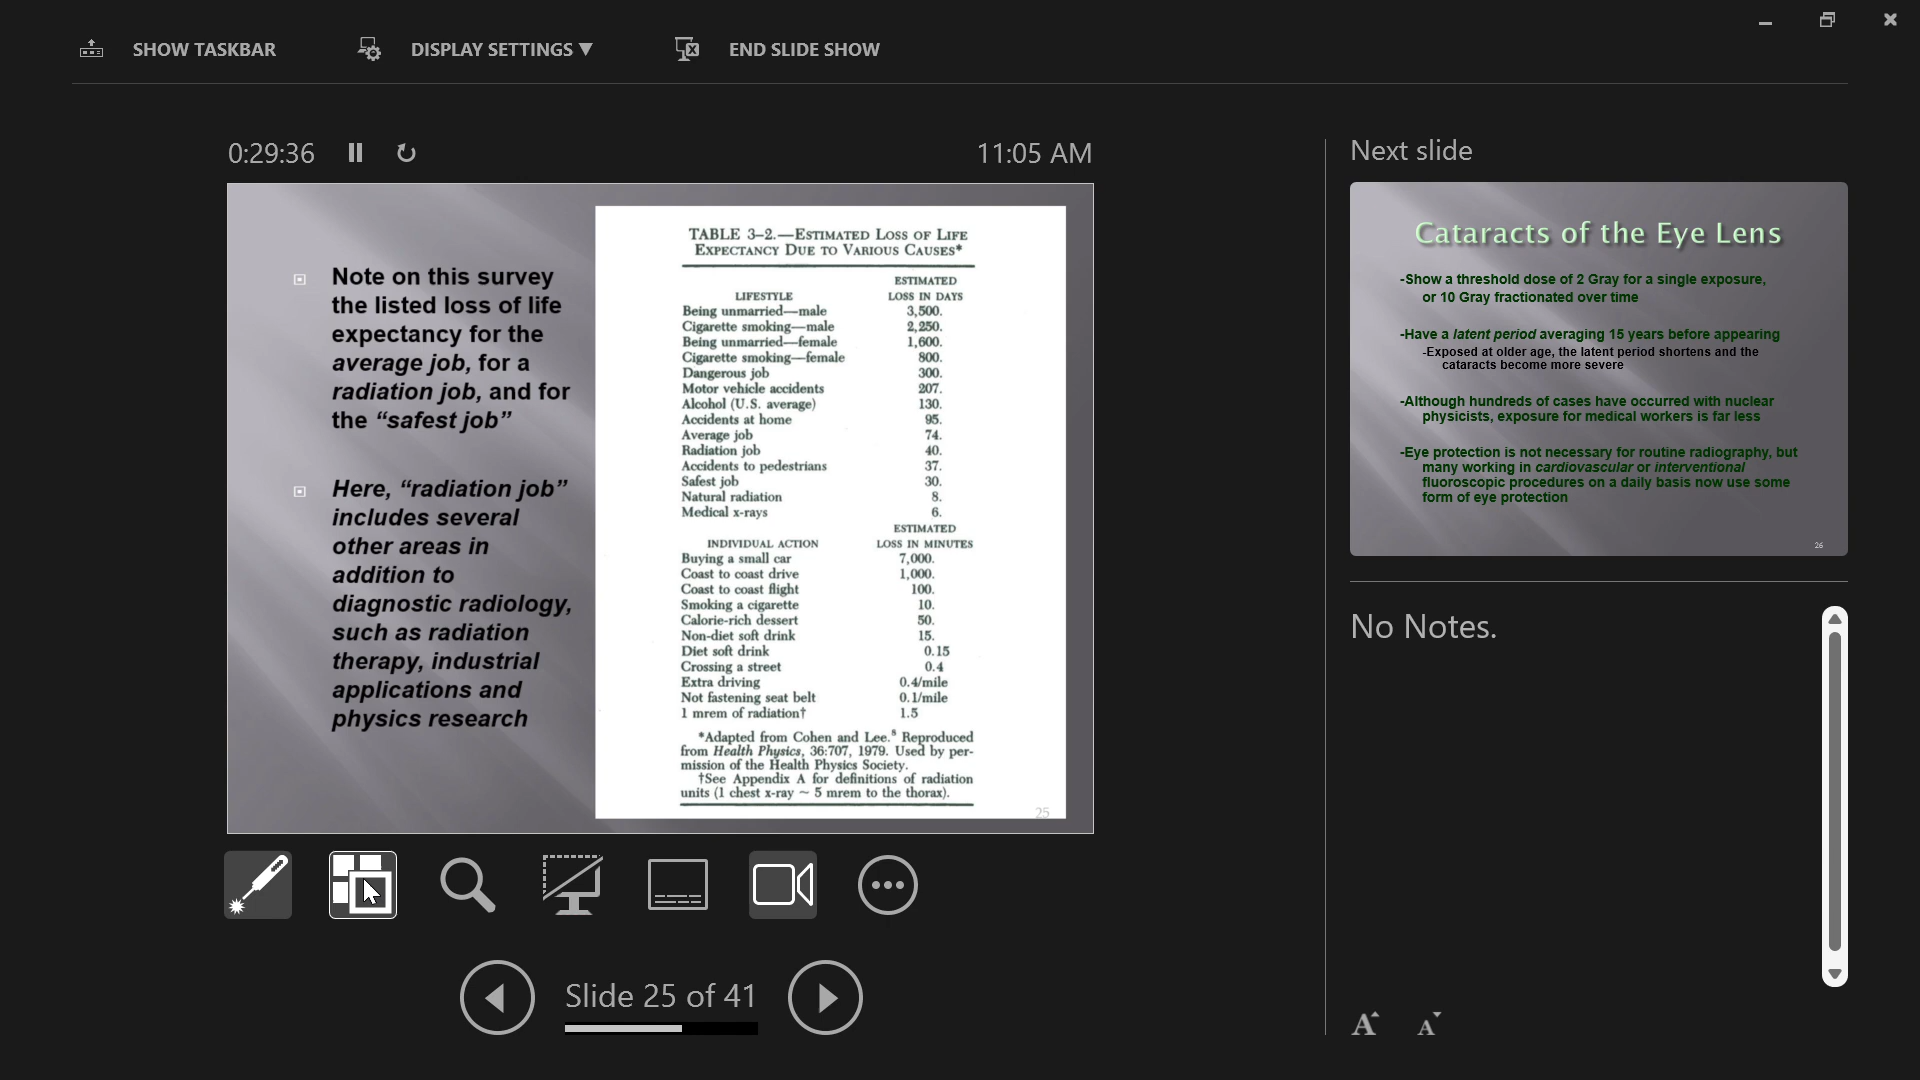 SHOW TASKBAR
DISPLAY SETTINGS ▼
END SLIDE SHOW
0:29:36
11:05 AM
Note on this survey
the listed loss of life
expectancy for the
average job, for a
radiation job, and for
the “safest job”
Here, “radiation job”
includes several
other areas in
addition to
diagnostic radiology,
such as radiation
therapy, industrial
applications and
physics research
TABLE 3–2.—ESTIMATED LOSS OF LIFE
EXPECTANCY DUE TO VARIOUS CAUSES*
ESTIMATED
LIFESTYLE LOSS IN DAYS
Being unmarried—male 3,500.
Cigarette smoking—male 2,250.
Being unmarried—female 1,600.
Cigarette smoking—female 800.
Dangerous job 300.
Motor vehicle accidents 207.
Alcohol (U.S. average) 130.
Accidents at home 95.
Average job 74.
Radiation job 40.
Accidents to pedestrians 37.
Safest job 30.
Natural radiation 8.
Medical x-rays 6.
ESTIMATED
INDIVIDUAL ACTION LOSS IN MINUTES
Buying a small car 7,000.
Coast to coast drive 1,000.
Coast to coast flight 100.
Smoking a cigarette 10.
Calorie-rich dessert 50.
Non-diet soft drink 15.
Diet soft drink 0.15
Crossing a street 0.4
Extra driving 0.4/mile
Not fastening seat belt 0.1/mile
1 mrem of radiation† 1.5
*Adapted from Cohen and Lee.⁸ Reproduced
from Health Physics, 36:707, 1979. Used by per-
mission of the Health Physics Society.
†See Appendix A for definitions of radiation
units (1 chest x-ray ~ 5 mrem to the thorax).
25
Slide 25 of 41
Next slide
Cataracts of the Eye Lens
-Show a threshold dose of 2 Gray for a single exposure,
or 10 Gray fractionated over time
-Have a latent period averaging 15 years before appearing
-Exposed at older age, the latent period shortens and the
cataracts become more severe
-Although hundreds of cases have occurred with nuclear
physicists, exposure for medical workers is far less
-Eye protection is not necessary for routine radiography, but
many working in cardiovascular or interventional
fluoroscopic procedures on a daily basis now use some
form of eye protection
26
No Notes.
A A